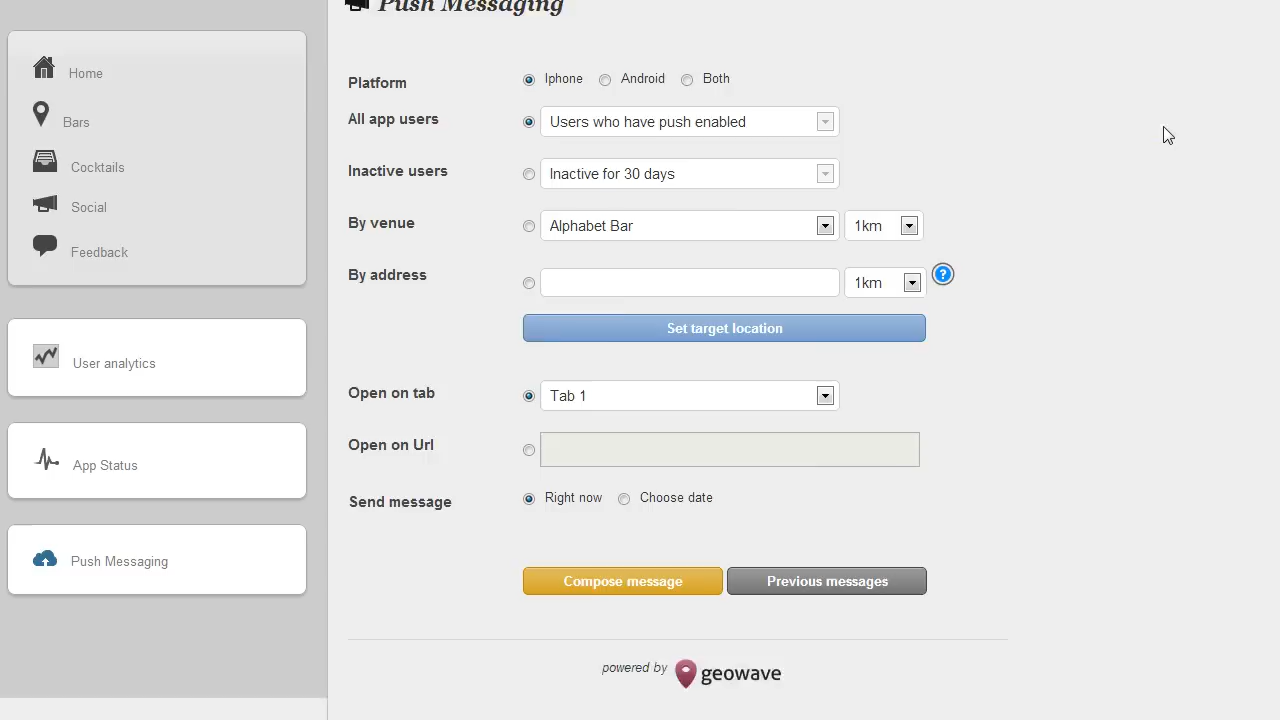 Push Messaging
Home
Bars
Cocktails
Social
Feedback
User analytics
App Status
Push Messaging
Platform Iphone Android Both
All app users Users who have push enabled
Inactive users Inactive for 30 days
By venue Alphabet Bar 1km
By address 1km ?
Set target location
Open on tab Tab 1
Open on Url
Send message Right now Choose date
Compose message Previous messages
powered by geowave